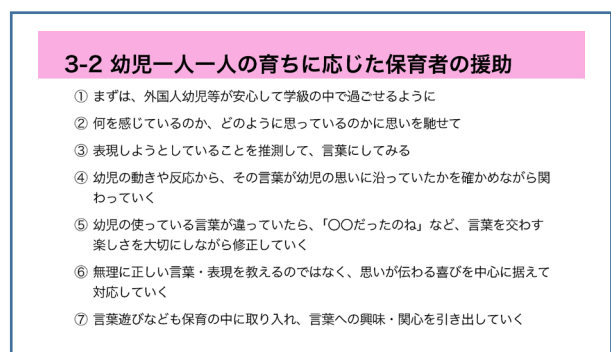 3-2 幼児一人一人の育ちに応じた保育者の援助
① まずは、外国人幼児等が安心して学級の中で過ごせるように
② 何を感じているのか、どのように思っているのかに思いを馳せて
③ 表現しようとしていることを推測して、言葉にしてみる
④ 幼児の動きや反応から、その言葉が幼児の思いに沿っていたかを確かめながら関
わっていく
⑤ 幼児の使っている言葉が違っていたら、「〇〇だったのね」など、言葉を交わす
楽しさを大切にしながら修正していく
⑥ 無理に正しい言葉・表現を教えるのではなく、思いが伝わる喜びを中心に据えて
対応していく
⑦ 言葉遊びなども保育の中に取り入れ、言葉への興味・関心を引き出していく